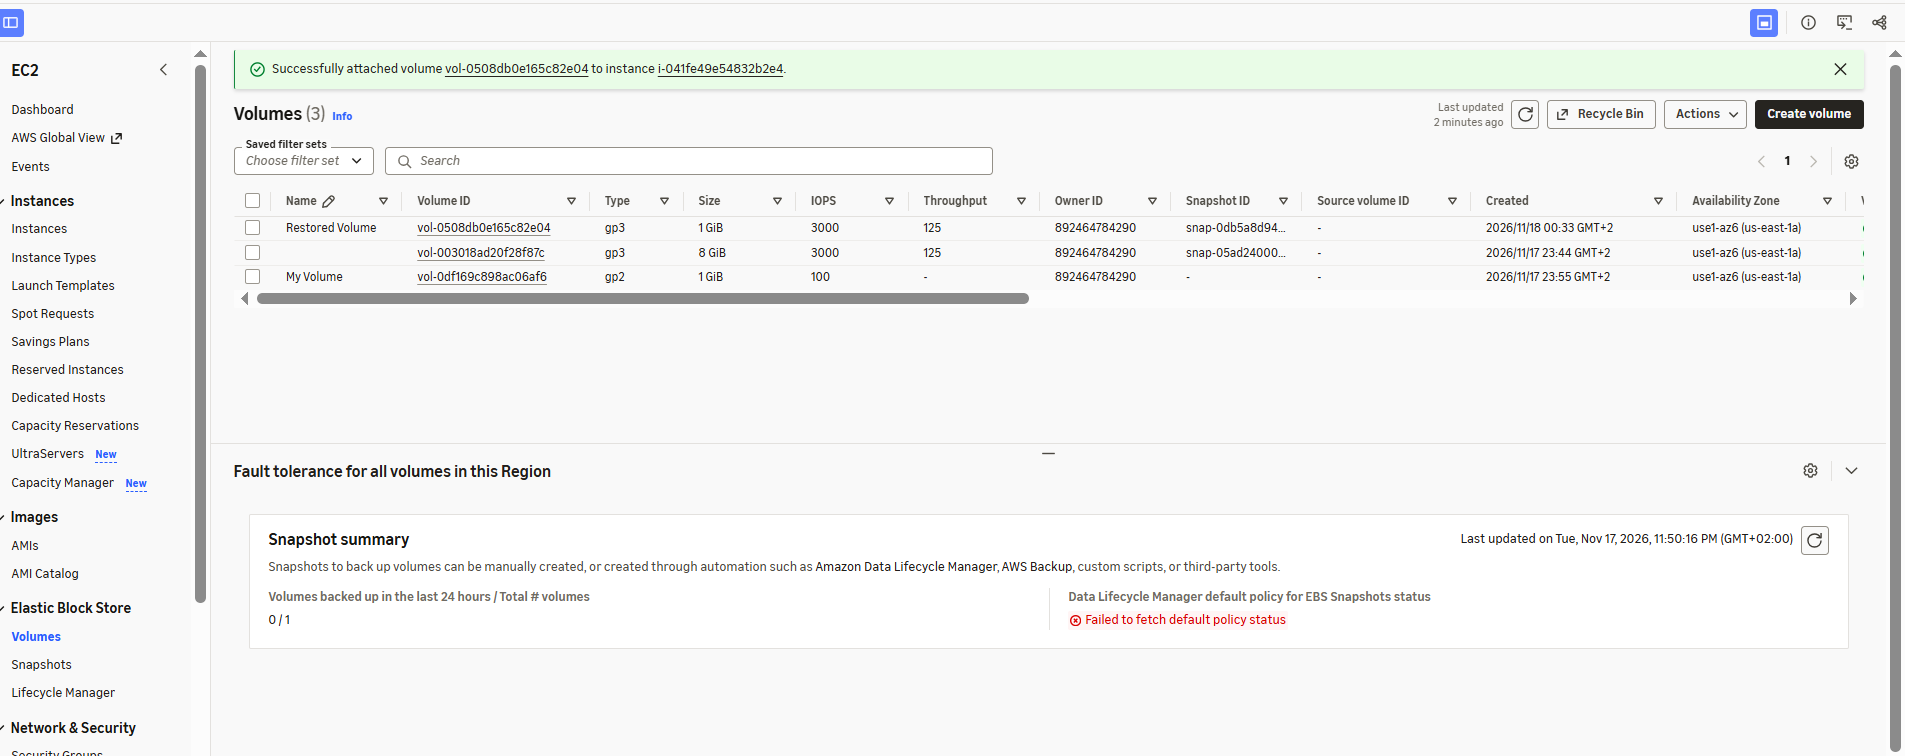 EC2
Dashboard
AWS Global View
Events
Instances
Instances
Instance Types
Launch Templates
Spot Requests
Savings Plans
Reserved Instances
Dedicated Hosts
Capacity Reservations
UltraServers New
Capacity Manager New
Images
AMIs
AMI Catalog
Elastic Block Store
Volumes
Snapshots
Lifecycle Manager
Network & Security
Security Groups
Successfully attached volume vol-0508db0e165c82e04 to instance i-041fe49e54832b2e4.
Volumes (3) Info
Last updated
2 minutes ago
Recycle Bin
Actions
Create volume
Saved filter sets
Choose filter set
Search
1
Name Volume ID Type Size IOPS Throughput Owner ID Snapshot ID Source volume ID Created Availability Zone
Restored Volume vol-0508db0e165c82e04 gp3 1 GiB 3000 125 892464784290 snap-0db5a8d94... - 2026/11/18 00:33 GMT+2 use1-az6 (us-east-1a)
vol-003018ad20f28f87c gp3 8 GiB 3000 125 892464784290 snap-05ad24000... - 2026/11/17 23:44 GMT+2 use1-az6 (us-east-1a)
My Volume vol-0df169c898ac06af6 gp2 1 GiB 100 - 892464784290 - - 2026/11/17 23:55 GMT+2 use1-az6 (us-east-1a)
Fault tolerance for all volumes in this Region
Snapshot summary
Last updated on Tue, Nov 17, 2026, 11:50:16 PM (GMT+02:00)
Snapshots to back up volumes can be manually created, or created through automation such as Amazon Data Lifecycle Manager, AWS Backup, custom scripts, or third-party tools.
Volumes backed up in the last 24 hours / Total # volumes
0 / 1
Data Lifecycle Manager default policy for EBS Snapshots status
Failed to fetch default policy status